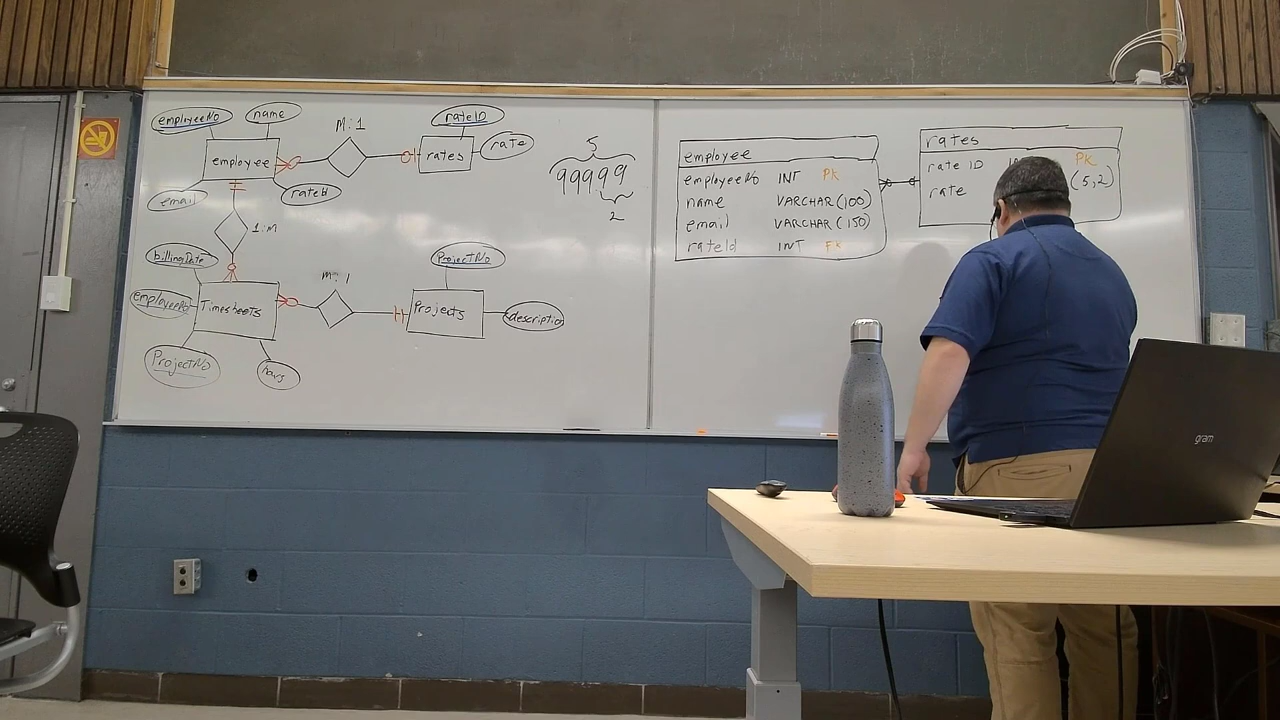 employeeNo
name
M:1
employee
email
rateId
rateID
rates
rate
5
99999
2
1:M
billingDate
employeeNo
Timesheets
ProjectNo
hours
M:1
ProjectNo
Projects
description
employee
employeeNo INT PK
name VARCHAR(100)
email VARCHAR(150)
rateId INT FK
rates
rate ID PK
rate (5,2)
gram